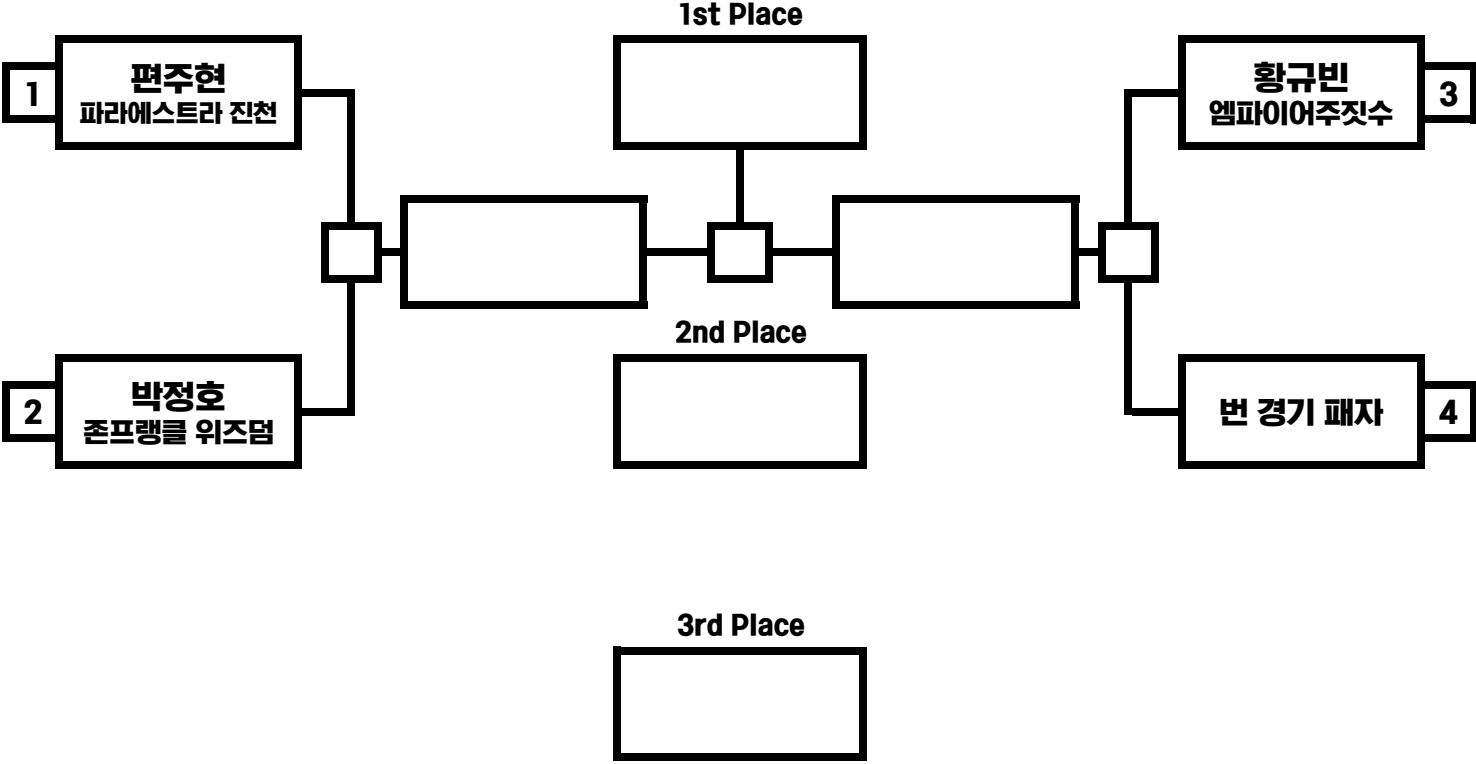 1st Place
1
편주현
파라에스트라 진천
황규빈
엠파이어주짓수
3
2nd Place
2
박정호
존프랭클 위즈덤
번 경기 패자
4
3rd Place